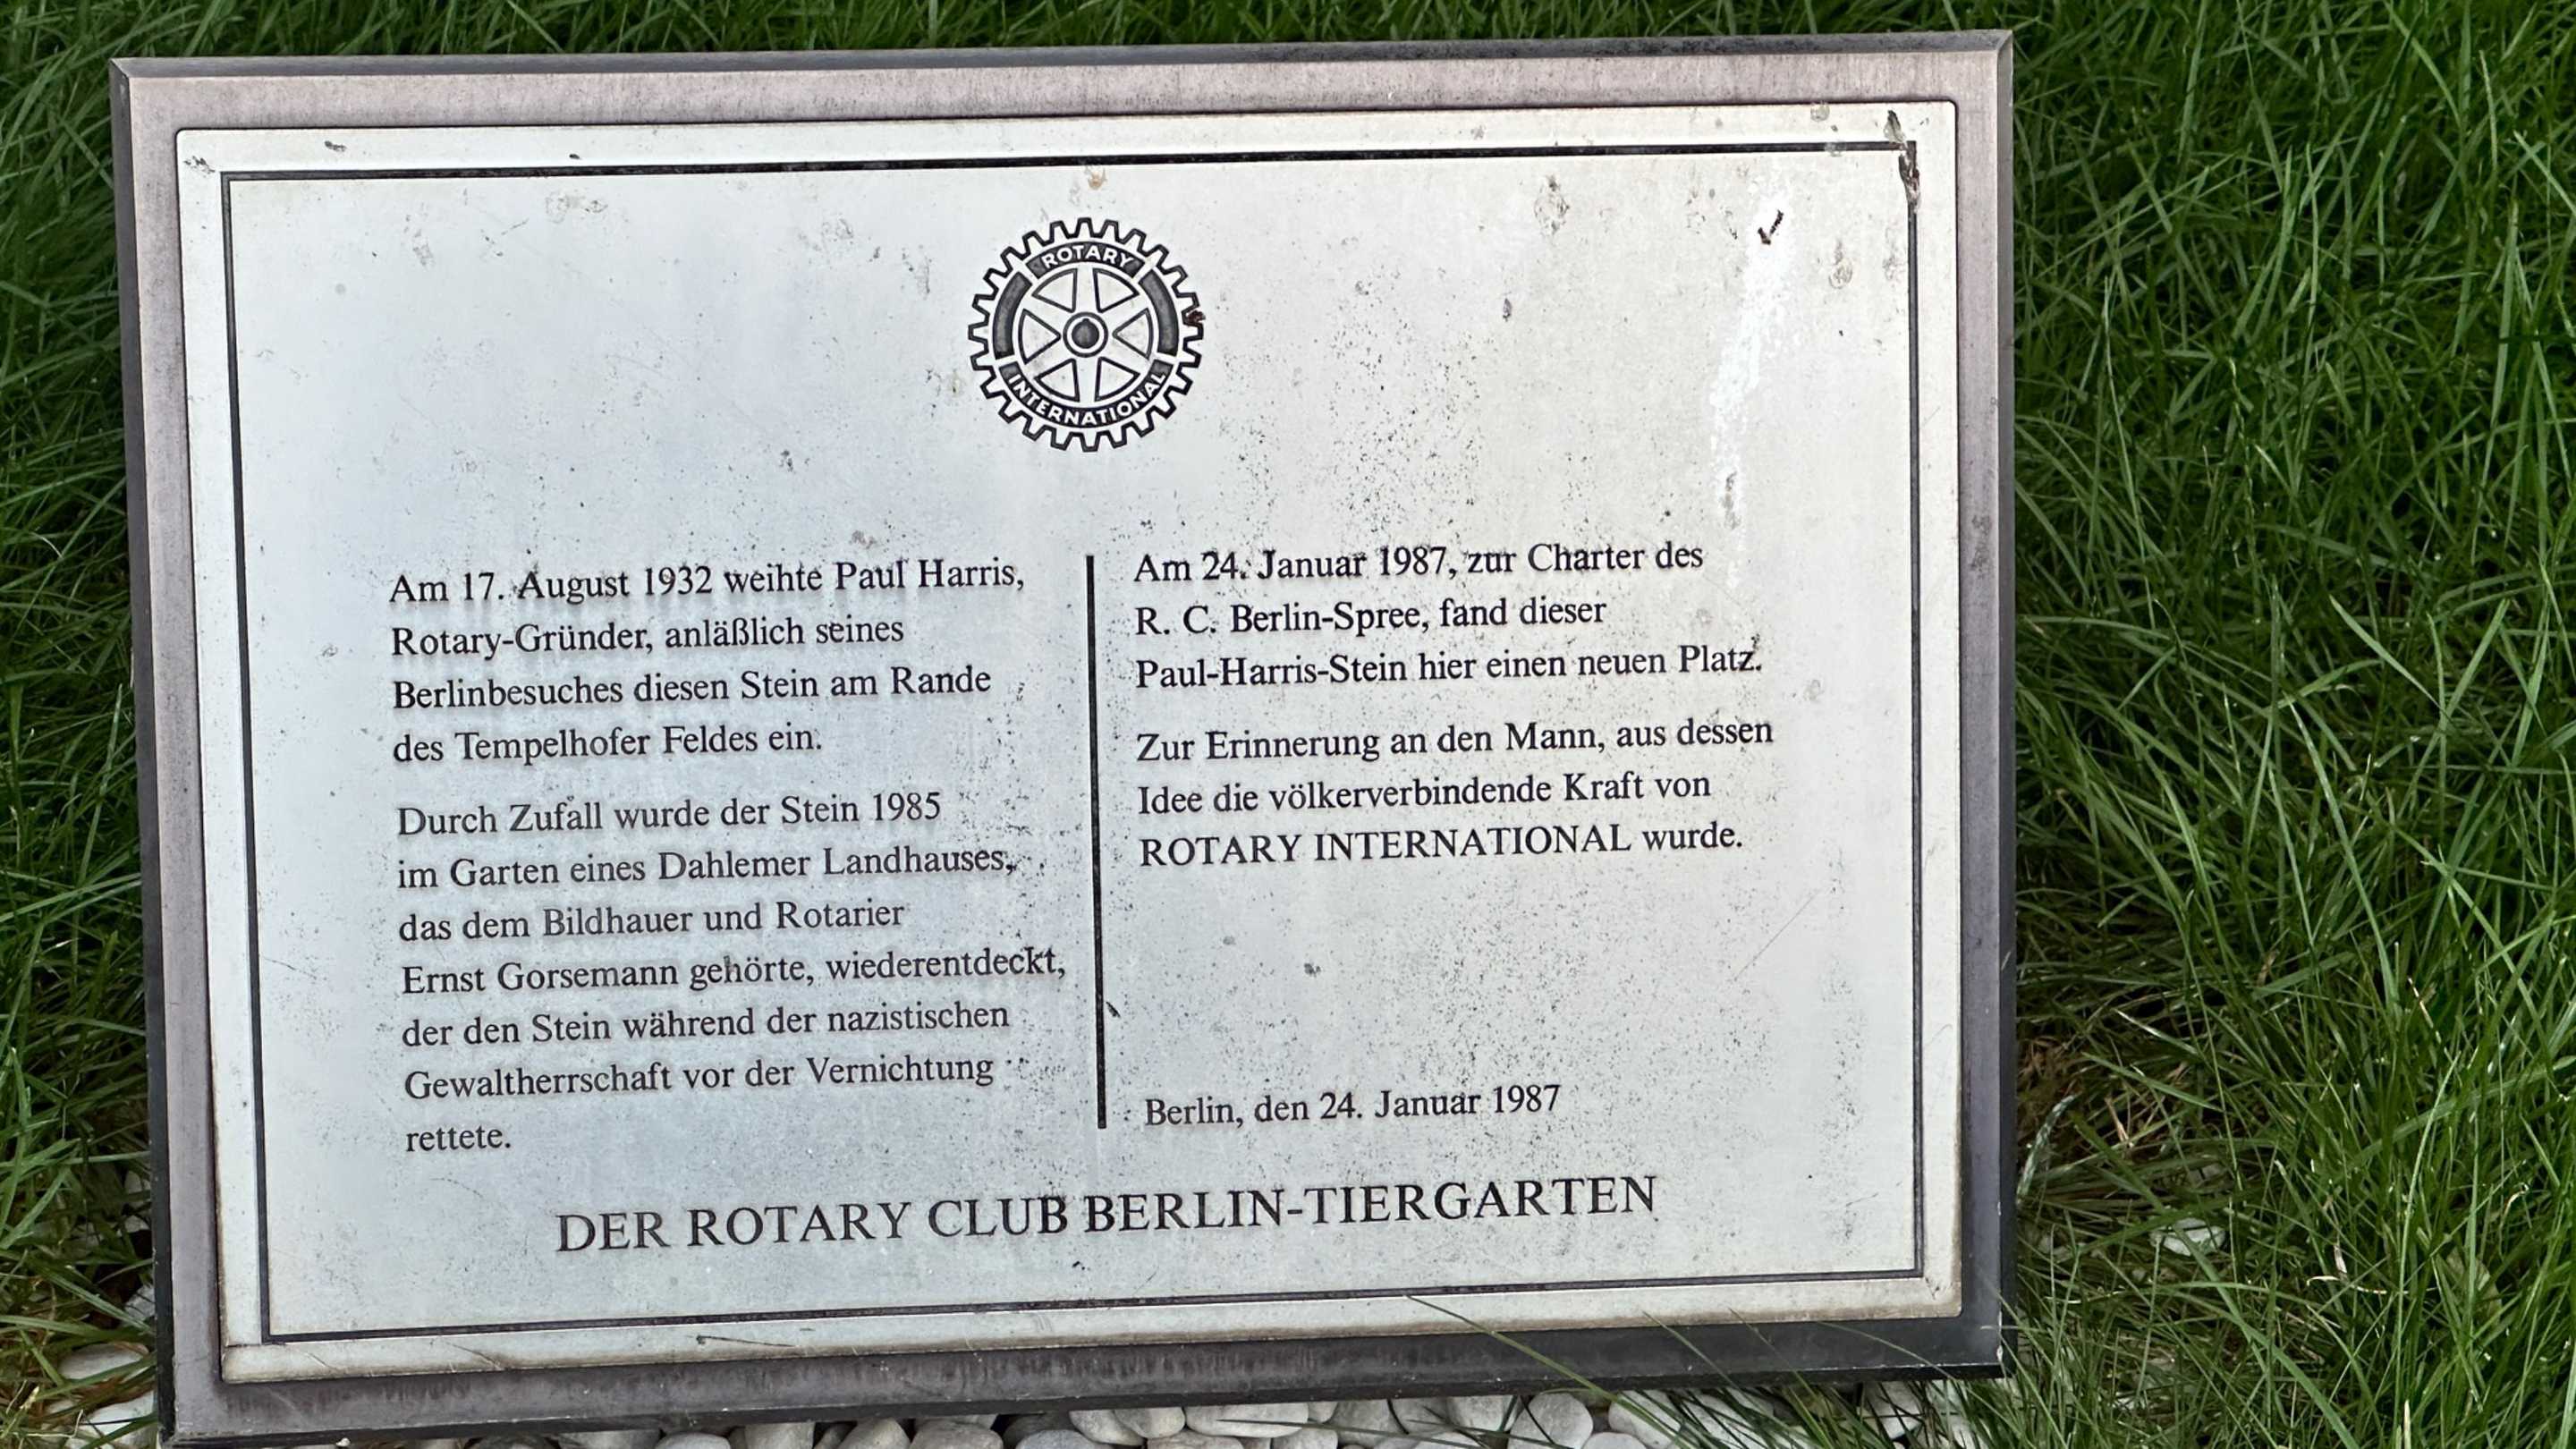 ROTARY
INTERNATIONAL
Am 17. August 1932 weihte Paul Harris,
Rotary-Gründer, anläßlich seines
Berlinbesuches diesen Stein am Rande
des Tempelhofer Feldes ein.
Durch Zufall wurde der Stein 1985
im Garten eines Dahlemer Landhauses,
das dem Bildhauer und Rotarier
Ernst Gorsemann gehörte, wiederentdeckt,
der den Stein während der nazistischen
Gewaltherrschaft vor der Vernichtung
rettete.
Am 24. Januar 1987, zur Charter des
R. C. Berlin-Spree, fand dieser
Paul-Harris-Stein hier einen neuen Platz.
Zur Erinnerung an den Mann, aus dessen
Idee die völkerverbindende Kraft von
ROTARY INTERNATIONAL wurde.
Berlin, den 24. Januar 1987
DER ROTARY CLUB BERLIN-TIERGARTEN